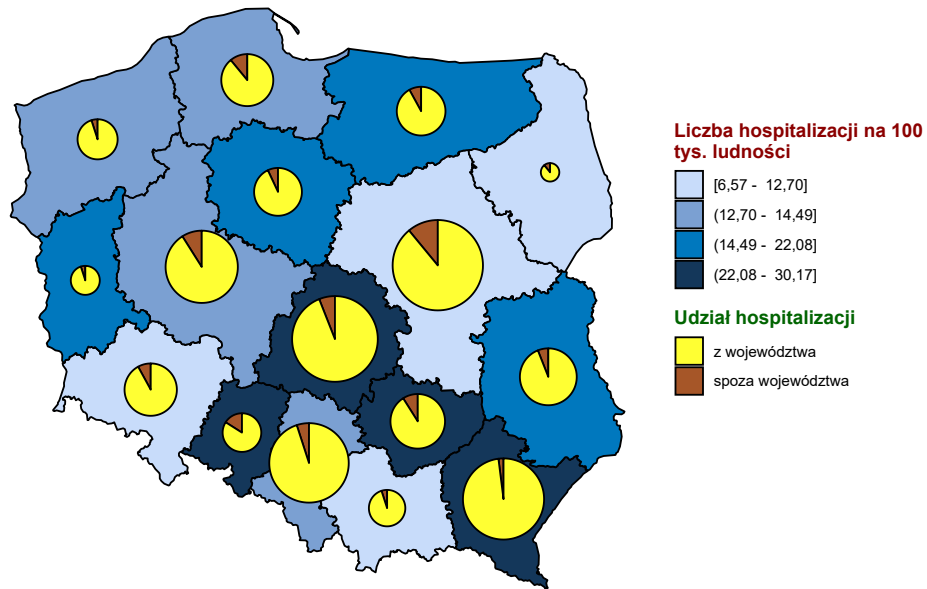 Liczba hospitalizacji na 100
tys. ludności
[6,57 - 12,70]
(12,70 - 14,49]
(14,49 - 22,08]
(22,08 - 30,17]
Udział hospitalizacji
z województwa
spoza województwa